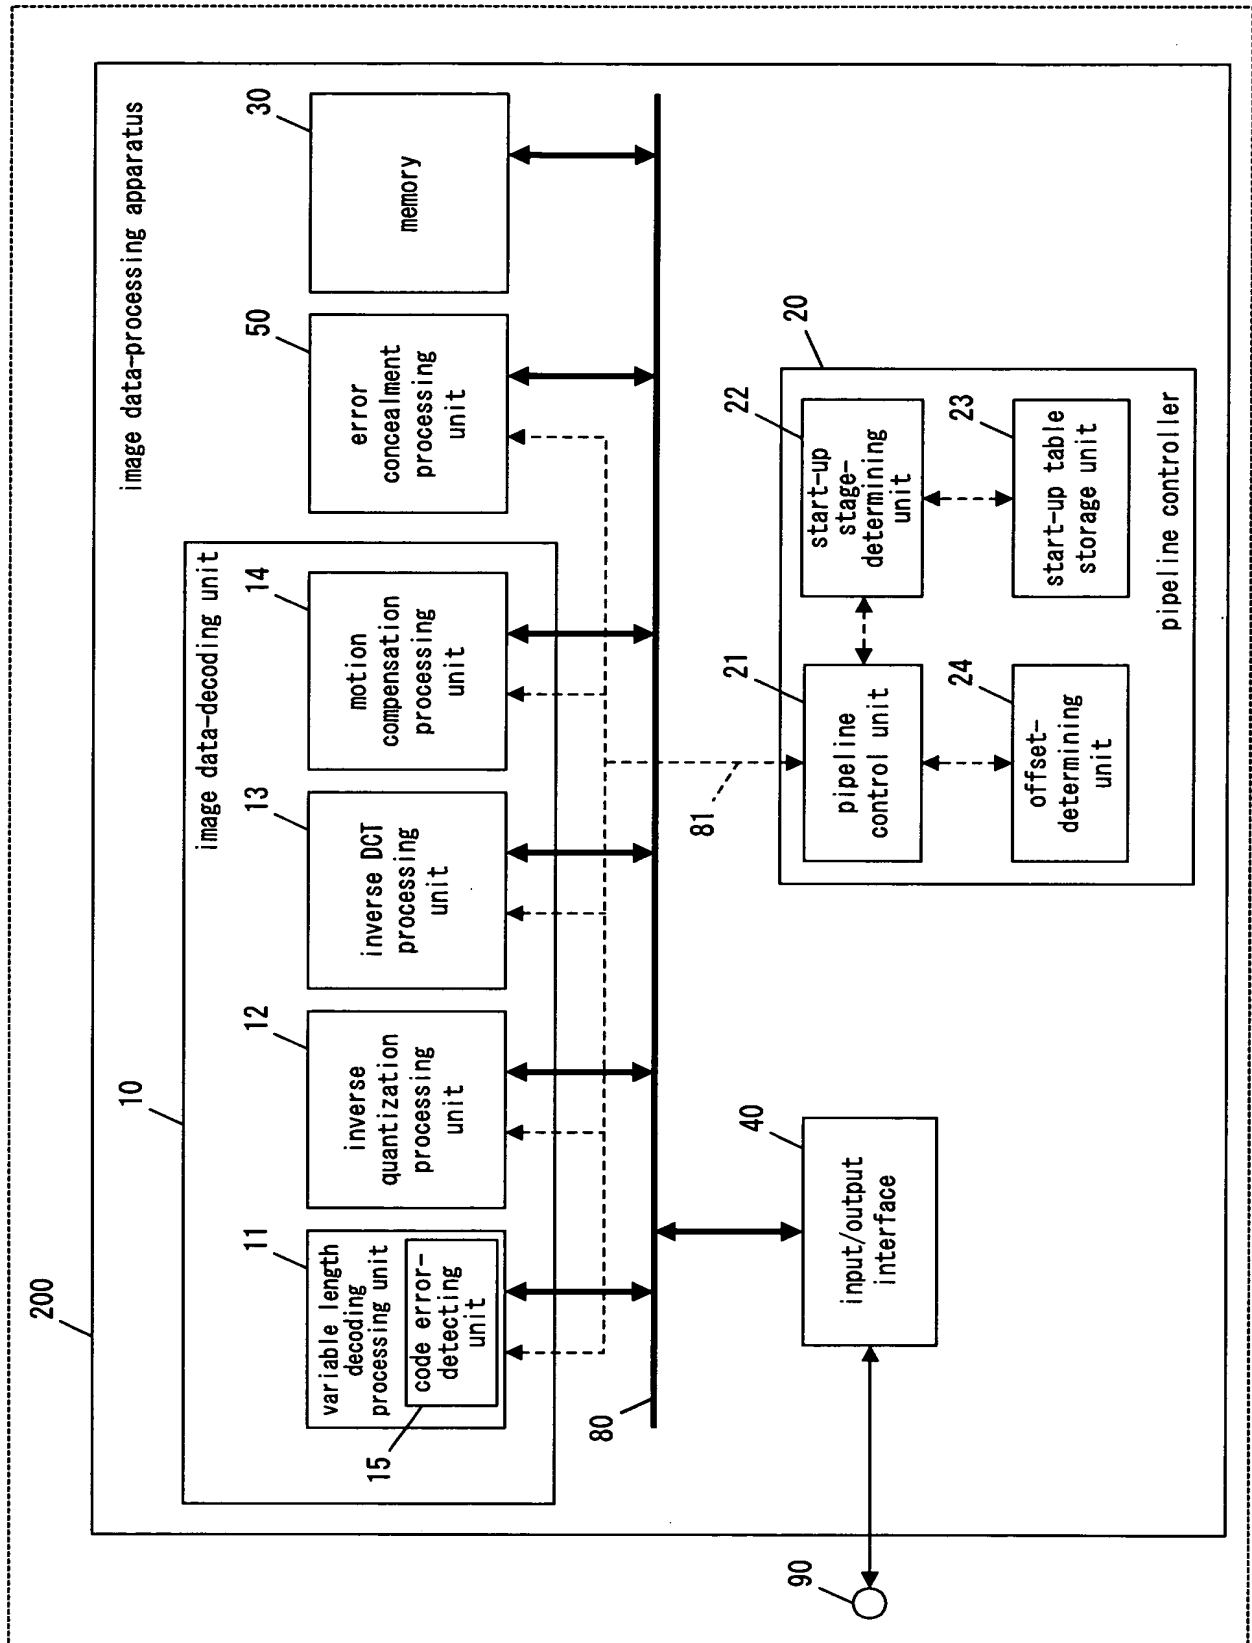 200
image data-processing apparatus
10
image data-decoding unit
11
variable length
decoding
processing unit
15
code error-
detecting
unit
12
inverse
quantization
processing
unit
13
inverse DCT
processing
unit
14
motion
compensation
processing
unit
50
error
concealment
processing
unit
30
memory
80
81
40
input/output
interface
90
20
21
pipeline
control unit
22
start-up
stage-
determining
unit
24
offset-
determining
unit
23
start-up table
storage unit
pipeline controller